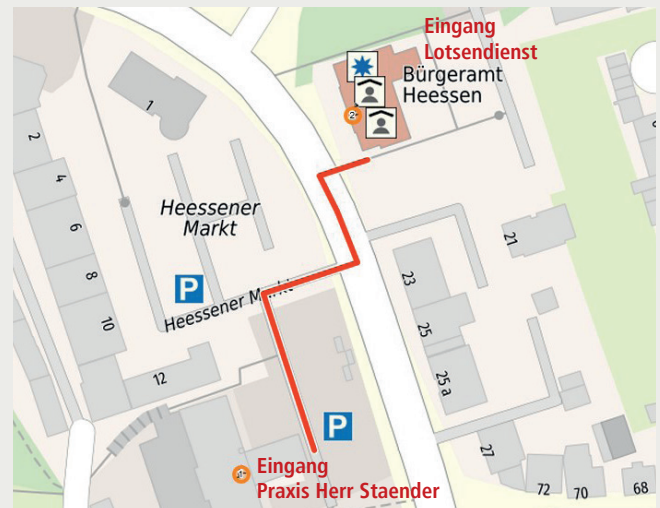 Eingang
Lotsendienst
Bürgeramt
Heessen
1
2
4
6
8
10
12
Heessener
Markt
P
Heessener Markt
21
23
25
25 a
27
P
Eingang
Praxis Herr Staender
72
70
68